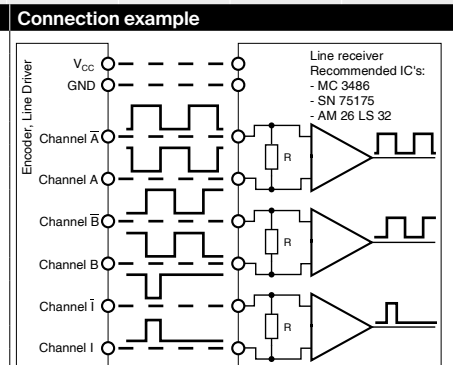 Connection example
Encoder, Line Driver
V_CC
GND
Channel A̅
Channel A
Channel B̅
Channel B
Channel I̅
Channel I
Line receiver
Recommended IC's:
- MC 3486
- SN 75175
- AM 26 LS 32
R
R
R